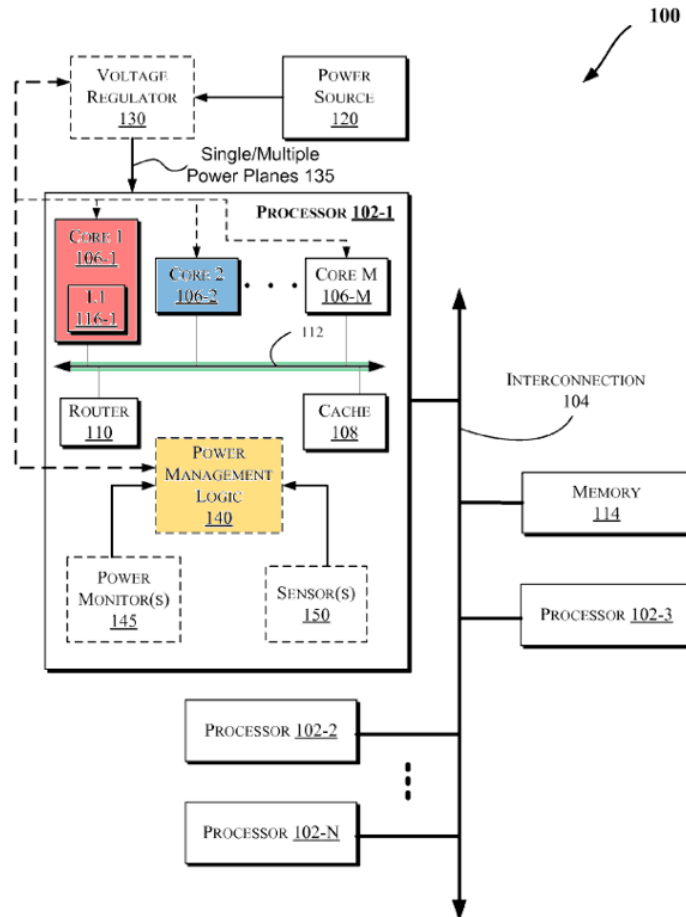 100
VOLTAGE
REGULATOR
130
POWER
SOURCE
120
Single/Multiple
Power Planes 135
PROCESSOR 102-1
CORE 1
106-1
L1
116-1
CORE 2
106-2
CORE M
106-M
112
ROUTER
110
CACHE
108
POWER
MANAGEMENT
LOGIC
140
POWER
MONITOR(S)
145
SENSOR(S)
150
INTERCONNECTION
104
MEMORY
114
PROCESSOR 102-3
PROCESSOR 102-2
PROCESSOR 102-N